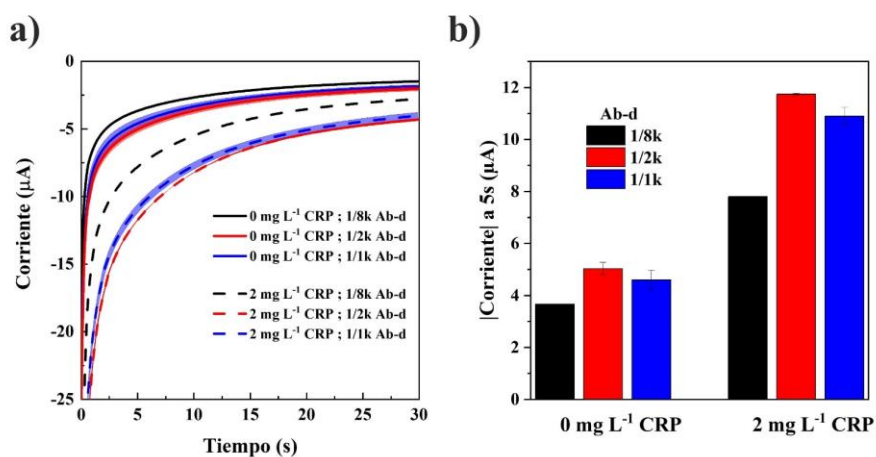 a)
0
-5
-10
-15
-20
-25
Corriente (µA)
0 mg L⁻¹ CRP ; 1/8k Ab-d
0 mg L⁻¹ CRP ; 1/2k Ab-d
0 mg L⁻¹ CRP ; 1/1k Ab-d
2 mg L⁻¹ CRP ; 1/8k Ab-d
2 mg L⁻¹ CRP ; 1/2k Ab-d
2 mg L⁻¹ CRP ; 1/1k Ab-d
0 5 10 15 20 25 30
Tiempo (s)
b)
12
10
8
6
4
2
0
|Corriente| a 5s (µA)
Ab-d
1/8k
1/2k
1/1k
0 mg L⁻¹ CRP 2 mg L⁻¹ CRP